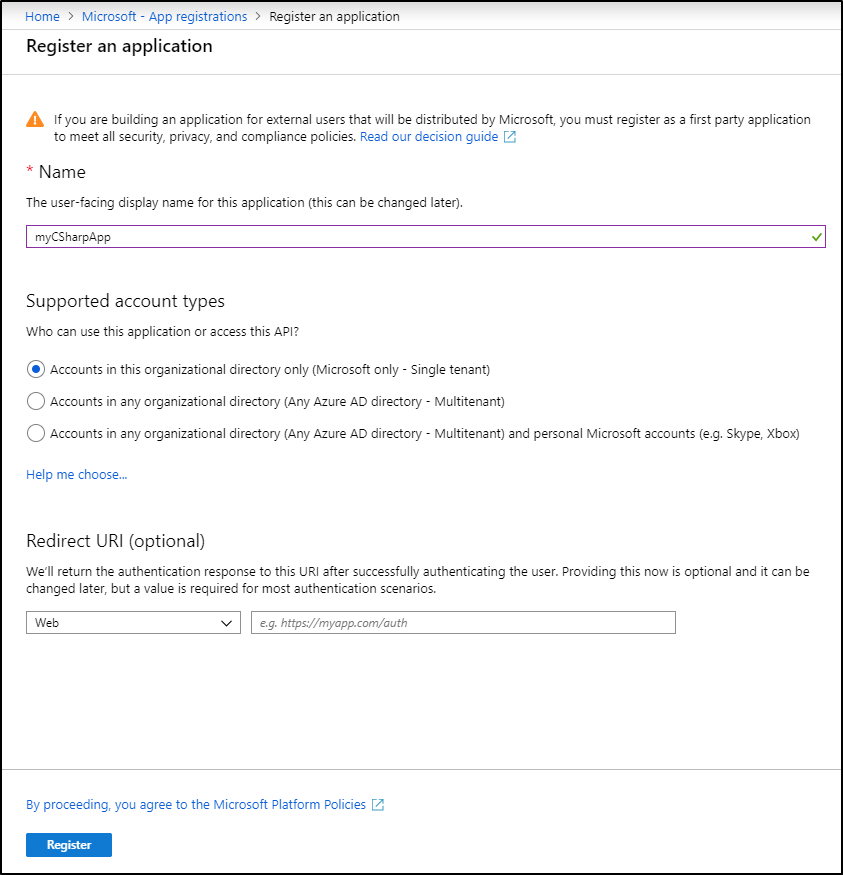 Home > Microsoft - App registrations > Register an application
Register an application
If you are building an application for external users that will be distributed by Microsoft, you must register as a first party application
to meet all security, privacy, and compliance policies. Read our decision guide
* Name
The user-facing display name for this application (this can be changed later).
myCSharpApp
Supported account types
Who can use this application or access this API?
Accounts in this organizational directory only (Microsoft only - Single tenant)
Accounts in any organizational directory (Any Azure AD directory - Multitenant)
Accounts in any organizational directory (Any Azure AD directory - Multitenant) and personal Microsoft accounts (e.g. Skype, Xbox)
Help me choose...
Redirect URI (optional)
We'll return the authentication response to this URI after successfully authenticating the user. Providing this now is optional and it can be
changed later, but a value is required for most authentication scenarios.
Web e.g. https://myapp.com/auth
By proceeding, you agree to the Microsoft Platform Policies
Register